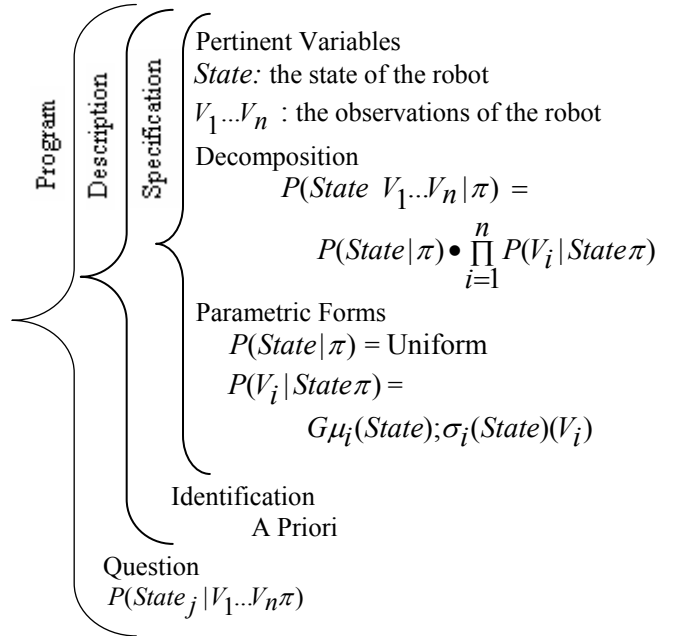 Program
Description
Specification
Pertinent Variables
State: the state of the robot
V₁...Vₙ : the observations of the robot
Decomposition
P(State V₁...Vₙ|π) =
P(State|π)•∏ⁿᵢ₌₁ P(Vᵢ|Stateπ)
Parametric Forms
P(State|π) = Uniform
P(Vᵢ|Stateπ) =
Gμᵢ(State);σᵢ(State)(Vᵢ)
Identification
A Priori
Question
P(Stateⱼ|V₁...Vₙπ)